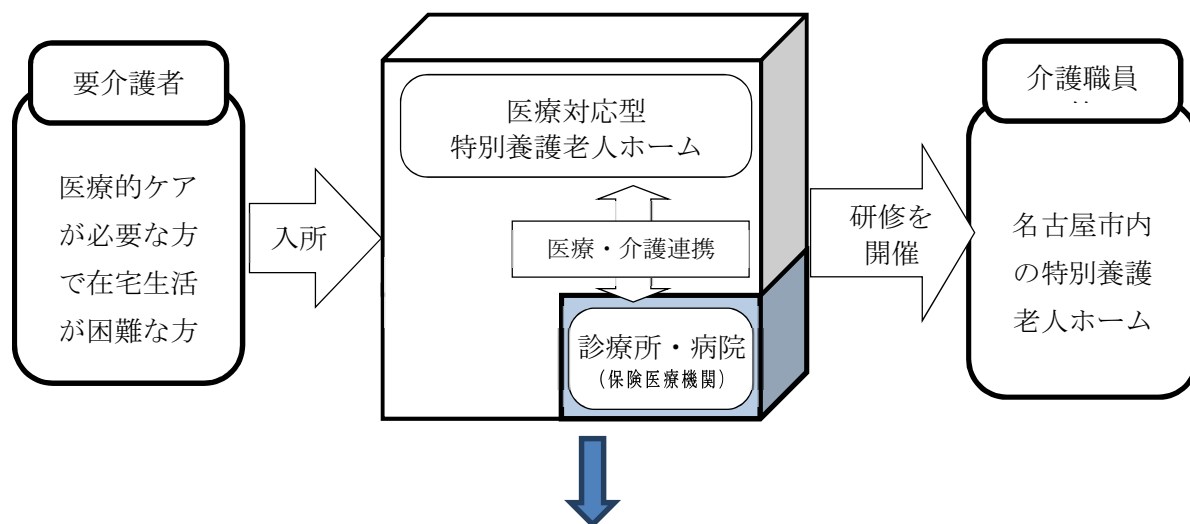 要介護者
医療的ケア
が必要な方
で在宅生活
が困難な方
入所
医療対応型
特別養護老人ホーム
医療・介護連携
診療所・病院
（保険医療機関）
研修を
開催
介護職員
名古屋市内
の特別養護
老人ホーム